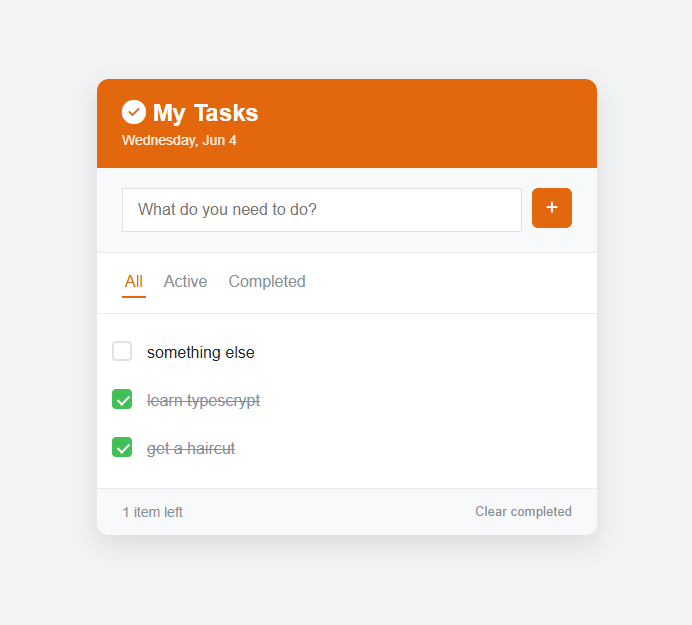 My Tasks
Wednesday, Jun 4
What do you need to do?
+
All Active Completed
something else
learn typescrypt
get a haircut
1 item left Clear completed